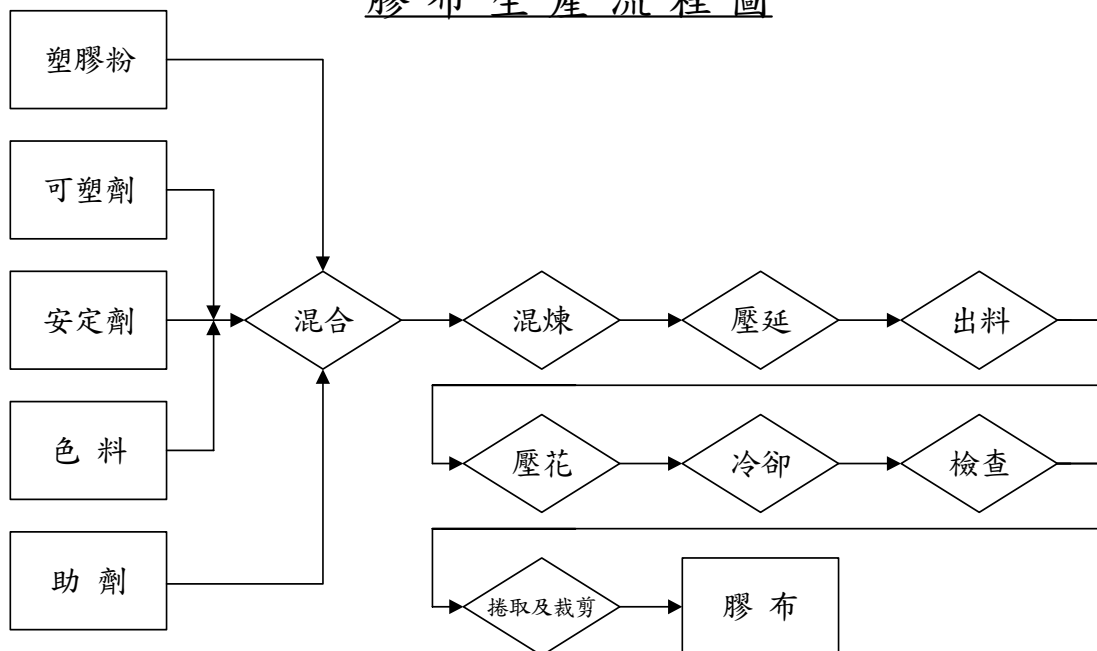 膠布生產流程圖
塑膠粉
可塑劑
安定劑
色料
助劑
混合
混煉
壓延
出料
壓花
冷卻
檢查
捲取及裁剪
膠布